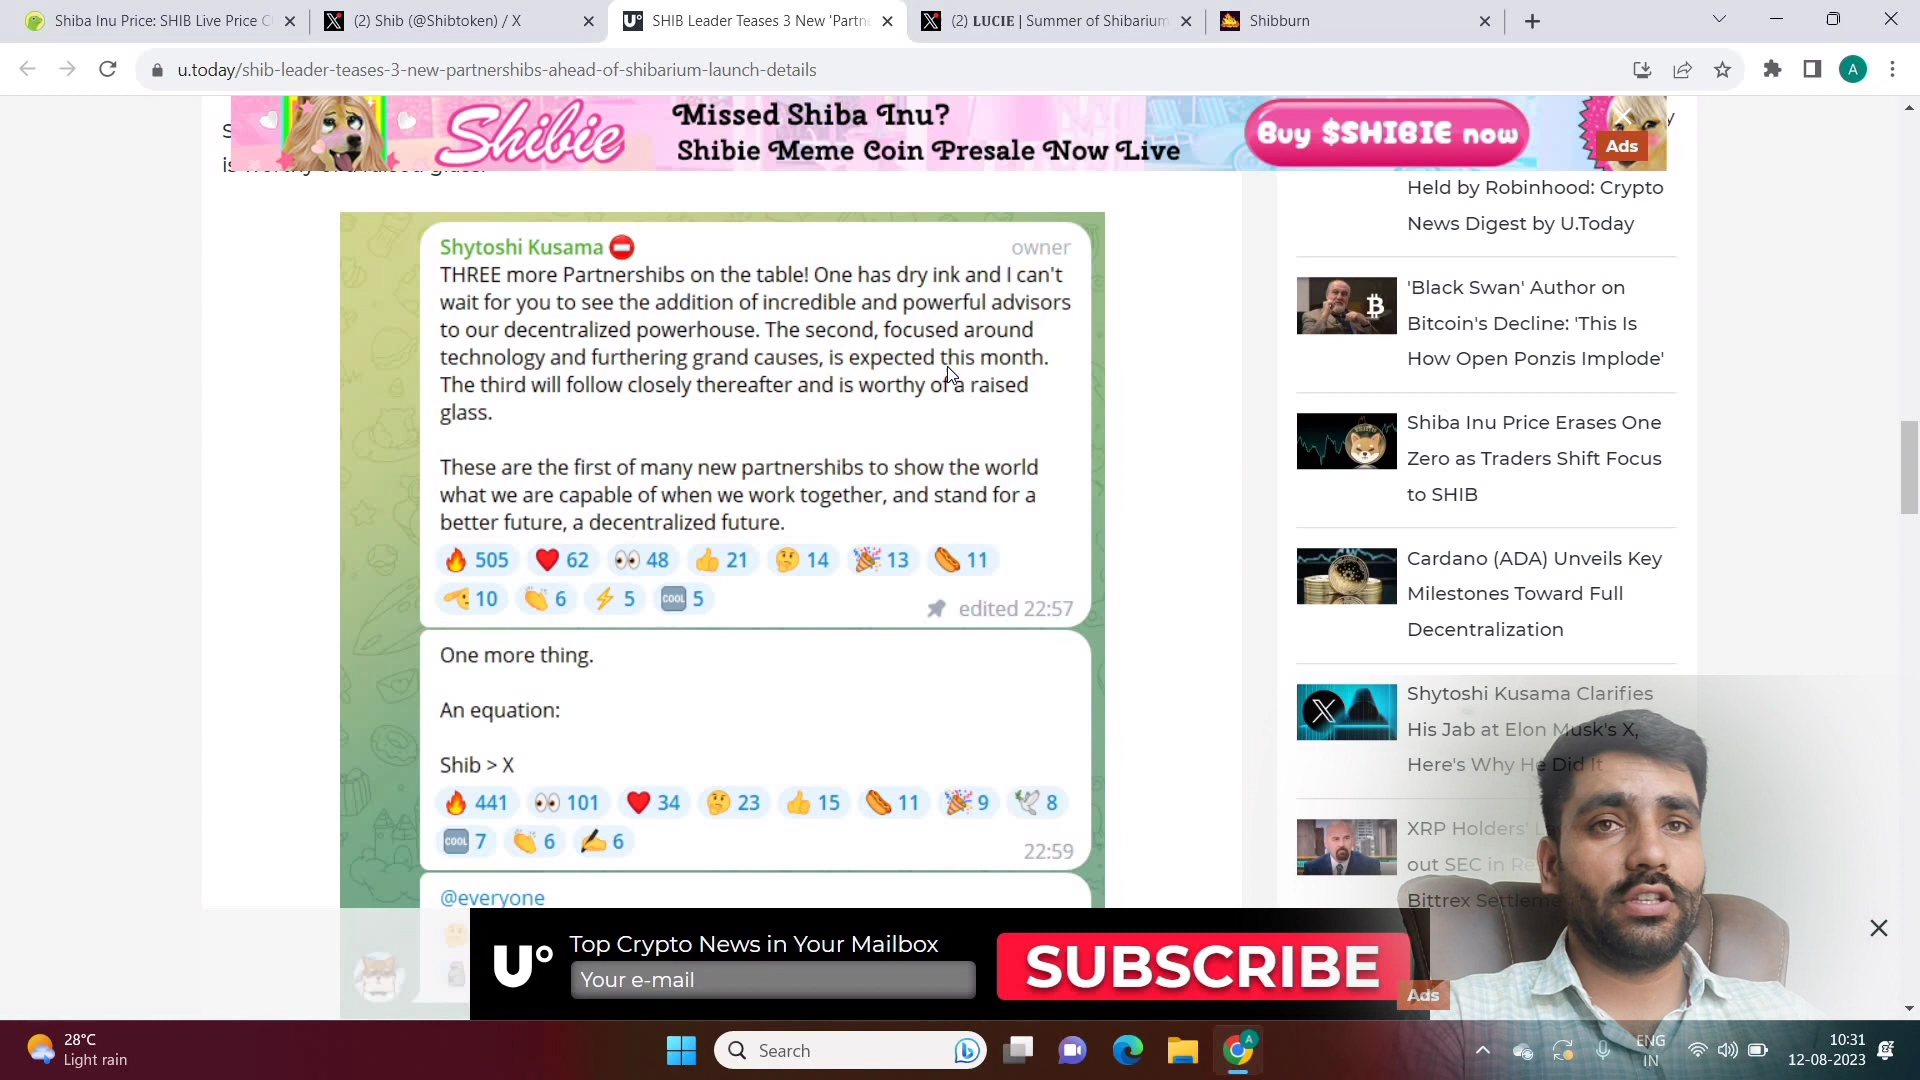 Shiba Inu Price: SHIB Live Price C
(2) Shib (@Shibtoken) / X
U°
SHIB Leader Teases 3 New 'Partne
(2) LUCIE | Summer of Shibarium
Shibburn
u.today/shib-leader-teases-3-new-partnershibs-ahead-of-shibarium-launch-details
A
Shibie
Missed Shiba Inu?
Shibie Meme Coin Presale Now Live
Buy $SHIBIE now
Ads
Shytoshi Kusama
owner
THREE more Partnershibs on the table! One has dry ink and I can't
wait for you to see the addition of incredible and powerful advisors
to our decentralized powerhouse. The second, focused around
technology and furthering grand causes, is expected this month.
The third will follow closely thereafter and is worthy of a raised
glass.
These are the first of many new partnershibs to show the world
what we are capable of when we work together, and stand for a
better future, a decentralized future.
505 62 48 21 14 13 11
10 6 5 COOL 5
edited 22:57
One more thing.
An equation:
Shib > X
441 101 34 23 15 11 9 8
COOL 7 6 6
22:59
@everyone
Held by Robinhood: Crypto
News Digest by U.Today
'Black Swan' Author on
Bitcoin's Decline: 'This Is
How Open Ponzis Implode'
Shiba Inu Price Erases One
Zero as Traders Shift Focus
to SHIB
Cardano (ADA) Unveils Key
Milestones Toward Full
Decentralization
Shytoshi Kusama Clarifies
His Jab at Elon Musk's X,
Here's Why He Did It
XRP Holders'
out SEC in
Bittrex
U°
Top Crypto News in Your Mailbox
Your e-mail
SUBSCRIBE
Ads
28°C
Light rain
Search
ENG
IN
10:31
12-08-2023